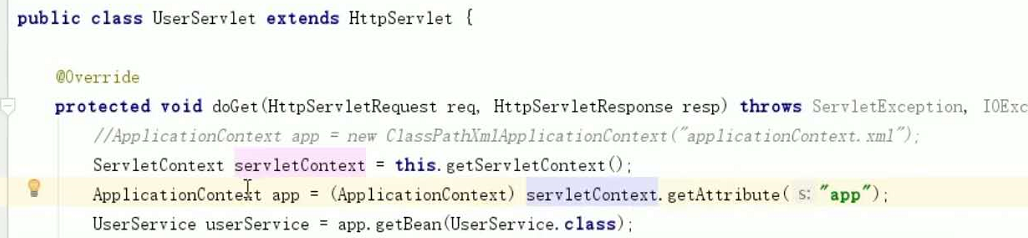 public class UserServlet extends HttpServlet {
@Override
protected void doGet(HttpServletRequest req, HttpServletResponse resp) throws ServletException, IOExc
//ApplicationContext app = new ClassPathXmlApplicationContext("applicationContext.xml");
ServletContext servletContext = this.getServletContext();
ApplicationContext app = (ApplicationContext) servletContext.getAttribute( s: "app");
UserService userService = app.getBean(UserService.class);